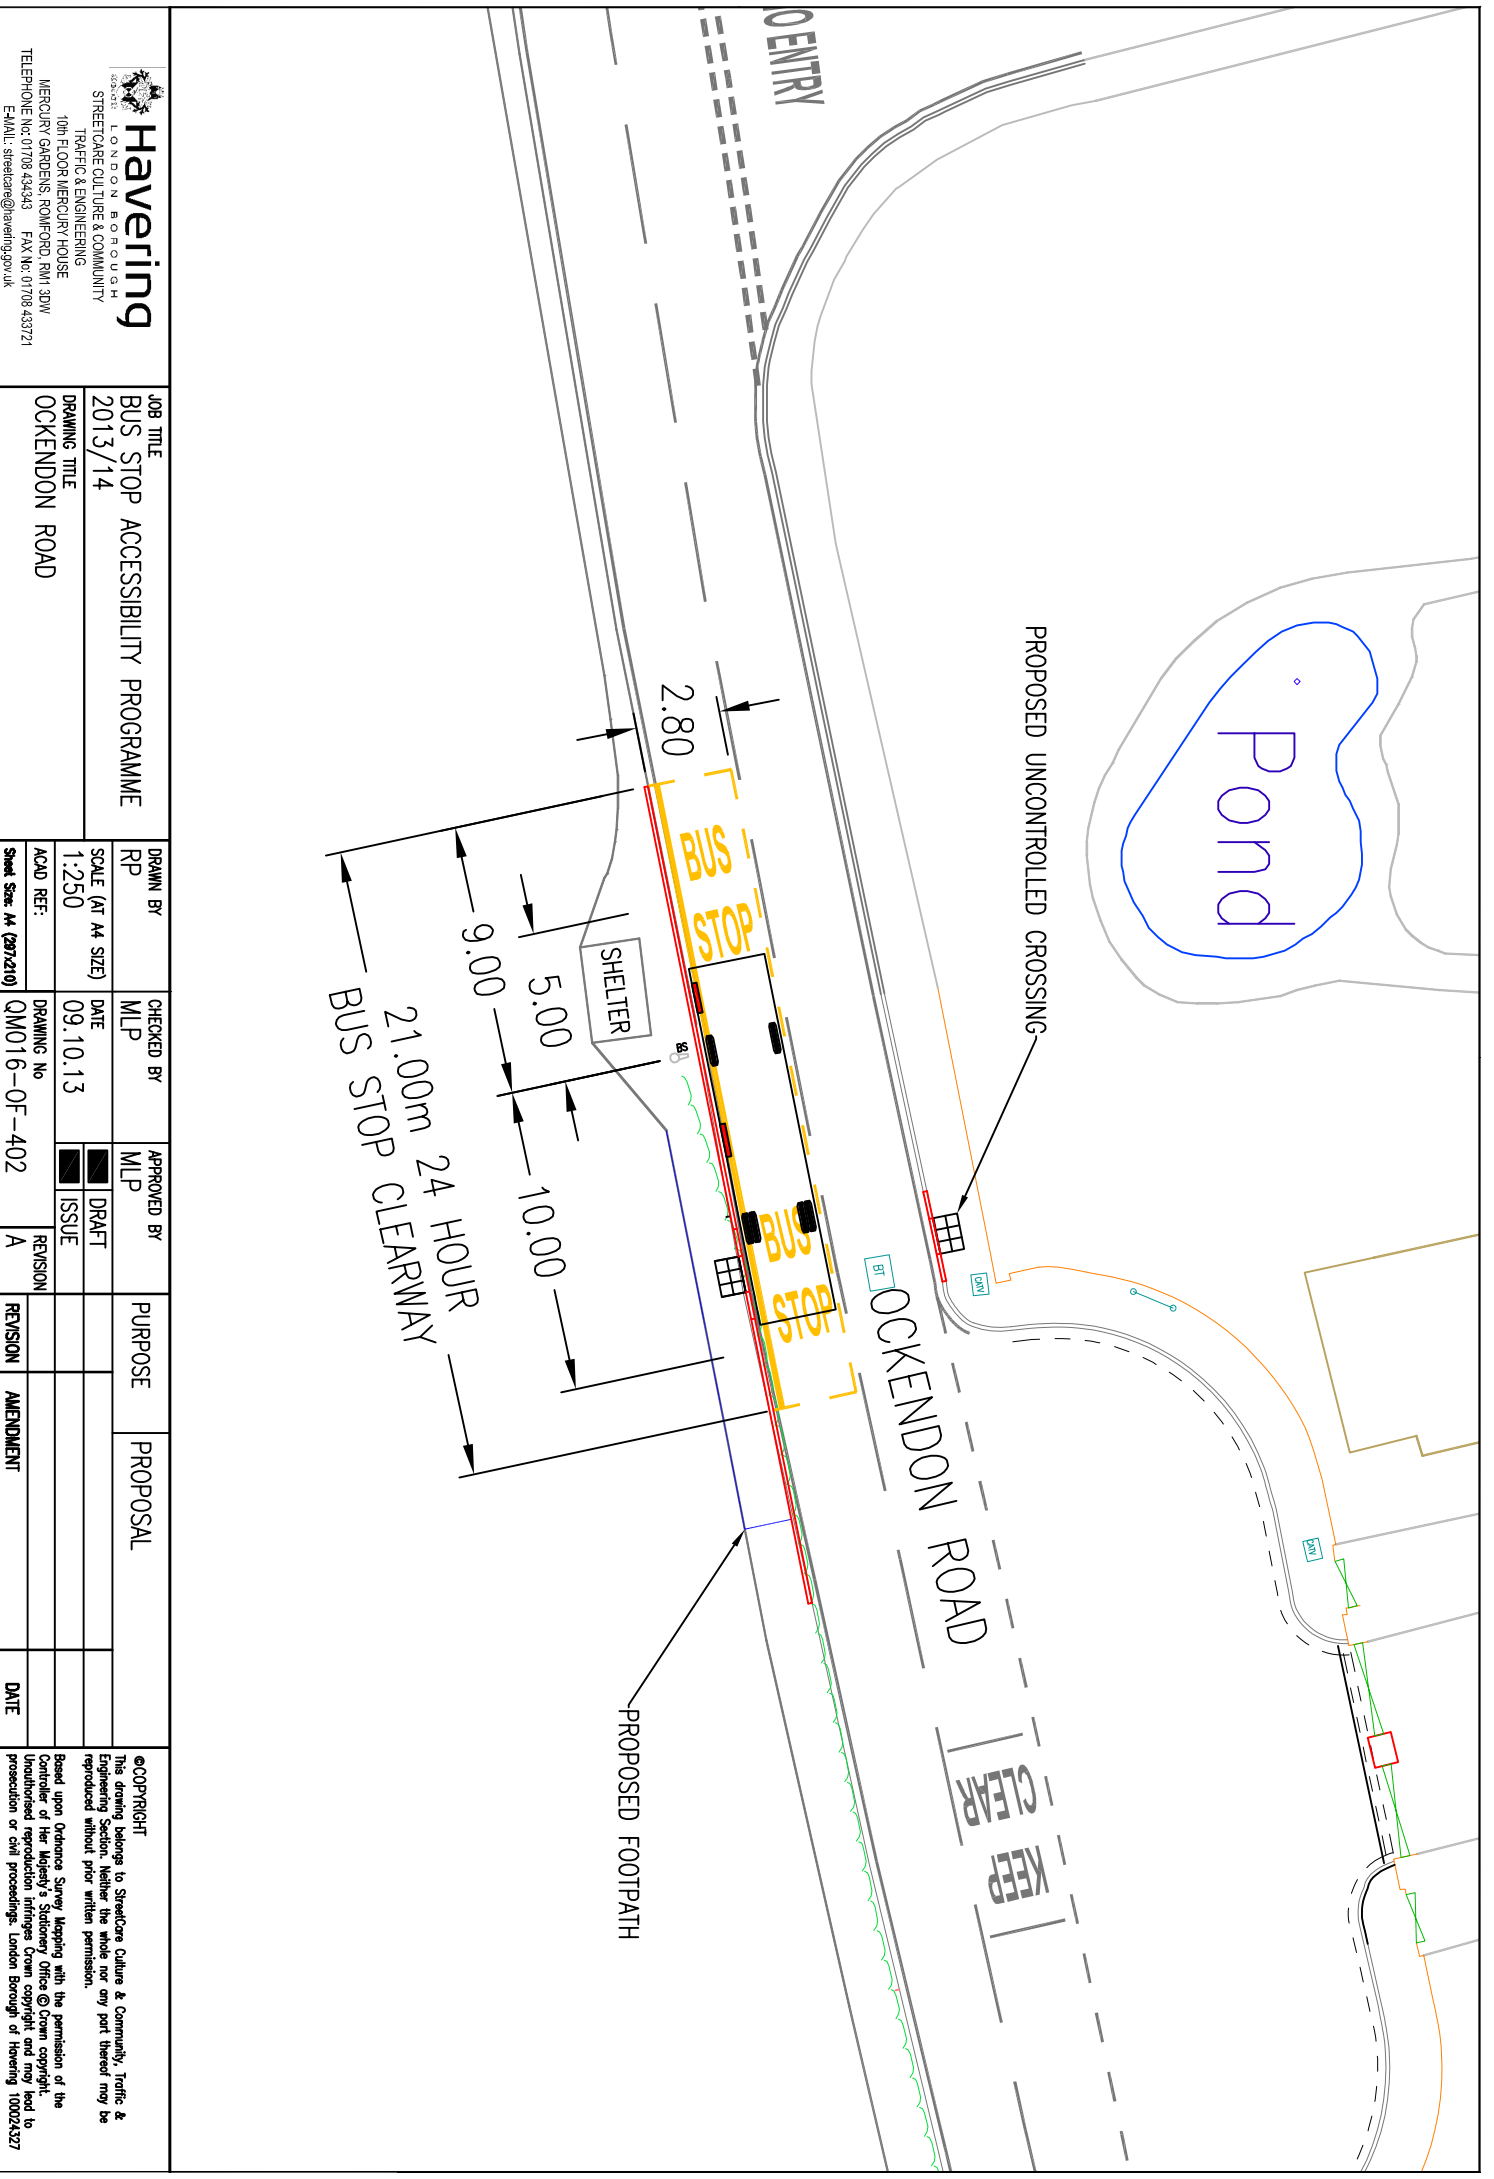 NO ENTRY
Pond
PROPOSED UNCONTROLLED CROSSING
2.80
BUS STOP
BUS STOP
SHELTER
BS
5.00
9.00
10.00
21.00m 24 HOUR
BUS STOP CLEARWAY
BT
CATV
CATV
OCKENDON ROAD
KEEP
CLEAR
PROPOSED FOOTPATH
Havering
LONDON BOROUGH
STREETCARE CULTURE & COMMUNITY
TRAFFIC & ENGINEERING
10th FLOOR MERCURY HOUSE
MERCURY GARDENS, ROMFORD, RM1 3DW
TELEPHONE No: 01708 434343 FAX No: 01708 433721
E-MAIL: streetcare@havering.gov.uk
JOB TITLE
BUS STOP ACCESSIBILITY PROGRAMME
2013/14
DRAWING TITLE
OCKENDON ROAD
DRAWN BY
RP
CHECKED BY
MLP
APPROVED BY
MLP
SCALE (AT A4 SIZE)
1:250
DATE
09.10.13
DRAFT
ISSUE
ACAD REF:
Sheet Size: A4 (297x210)
DRAWING No
QM016-OF-402
REVISION
A
PURPOSE
PROPOSAL
REVISION
AMENDMENT
DATE
©COPYRIGHT
This drawing belongs to StreetCare Culture & Community, Traffic &
Engineering Section. Neither the whole nor any part thereof may be
reproduced without prior written permission.
Based upon Ordnance Survey Mapping with the permission of the
Controller of Her Majesty's Stationery Office © Crown copyright.
Unauthorised reproduction infringes Crown copyright and may lead to
prosecution or civil proceedings. London Borough of Havering 100024327